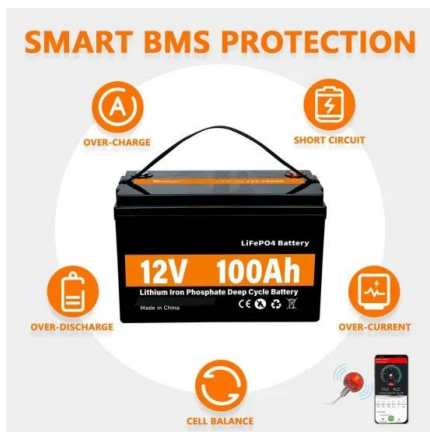 SMART BMS PROTECTION
OVER-CHARGE
SHORT CIRCUIT
LiFePO4 Battery
12V 100Ah
Lithium Iron Phosphate Deep Cycle Battery
Made in China
CE
OVER-DISCHARGE
OVER-CURRENT
CELL BALANCE